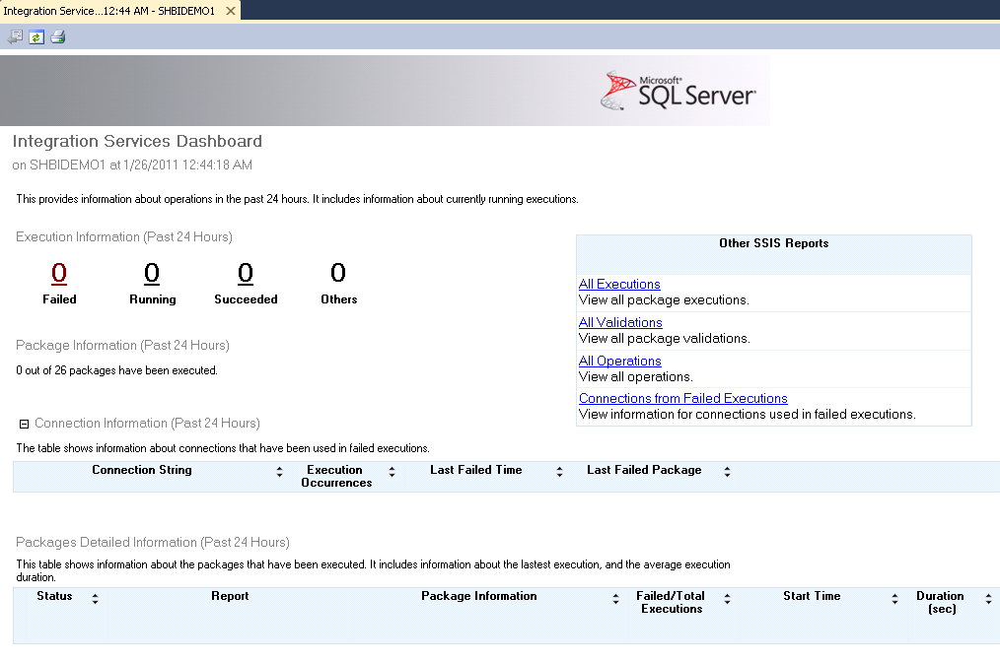 Integration Service...12:44 AM - SHBIDEMO1
Microsoft®
SQL Server®
Integration Services Dashboard
on SHBIDEMO1 at 1/26/2011 12:44:18 AM
This provides information about operations in the past 24 hours. It includes information about currently running executions.
Execution Information (Past 24 Hours)
0 0 0 0
Failed Running Succeeded Others
Other SSIS Reports
All Executions
View all package executions.
All Validations
View all package validations.
All Operations
View all operations.
Connections from Failed Executions
View information for connections used in failed executions.
Package Information (Past 24 Hours)
0 out of 26 packages have been executed.
Connection Information (Past 24 Hours)
The table shows information about connections that have been used in failed executions.
Connection String Execution Last Failed Time Last Failed Package
Occurrences
Packages Detailed Information (Past 24 Hours)
This table shows information about the packages that have been executed. It includes information about the lastest execution, and the average execution
duration.
Status Report Package Information Failed/Total Start Time Duration
Executions (sec)